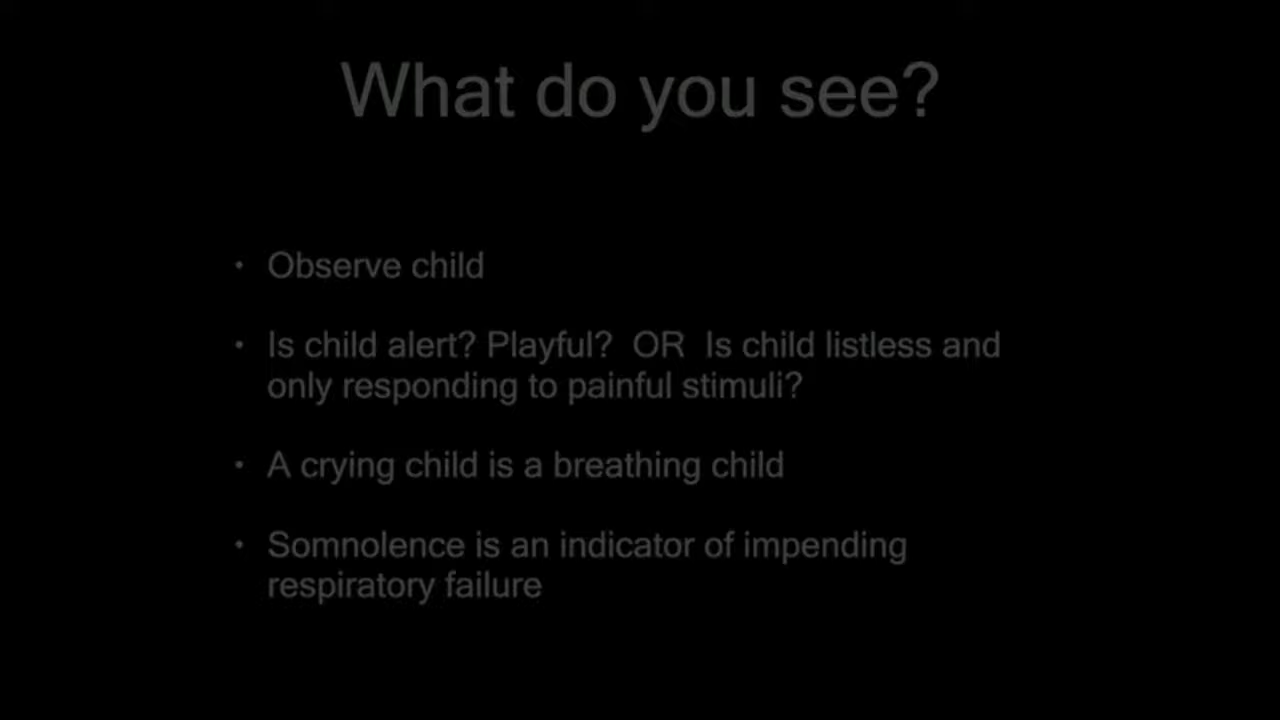 What do you see?
• Observe child
• Is child alert? Playful?  OR  Is child listless and
only responding to painful stimuli?
• A crying child is a breathing child
• Somnolence is an indicator of impending
respiratory failure